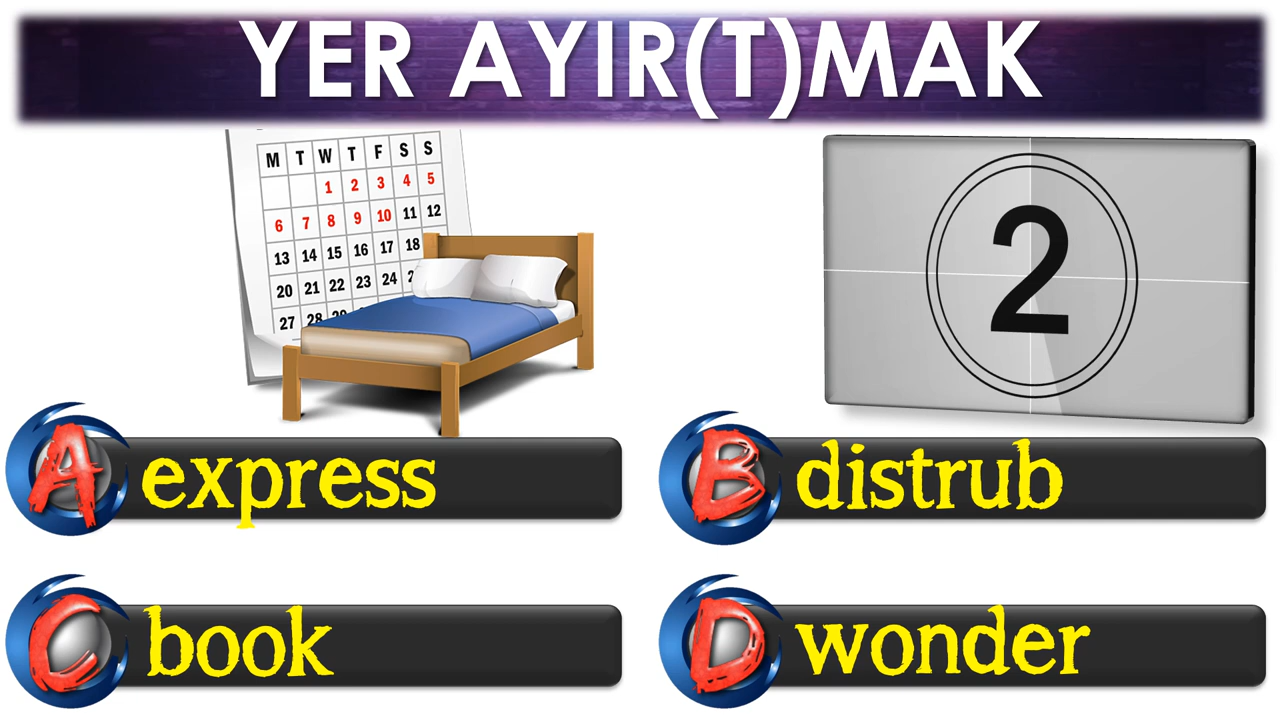 YER AYIR(T)MAK
M T W T F S S
1 2 3 4 5
6 7 8 9 10 11 12
13 14 15 16 17 18
20 21 22 23 24
27 28
2
A express
B distrub
C book
D wonder